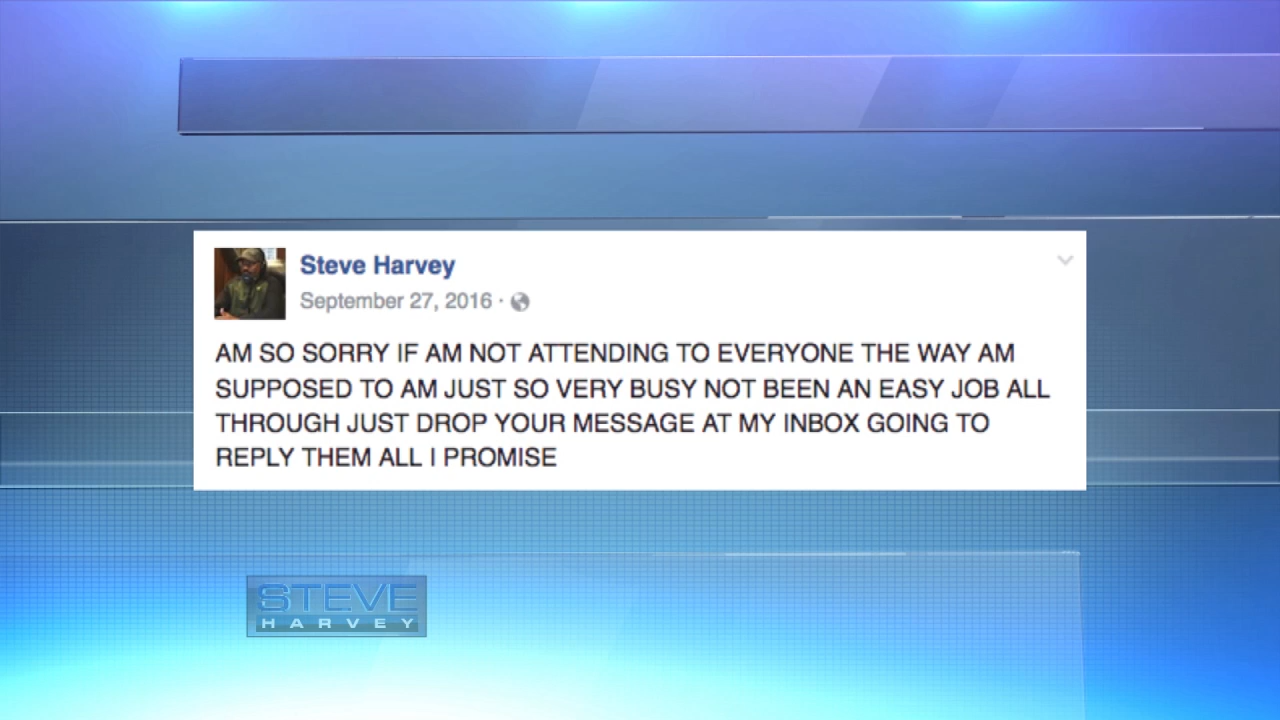 Steve Harvey
September 27, 2016 ·
AM SO SORRY IF AM NOT ATTENDING TO EVERYONE THE WAY AM
SUPPOSED TO AM JUST SO VERY BUSY NOT BEEN AN EASY JOB ALL
THROUGH JUST DROP YOUR MESSAGE AT MY INBOX GOING TO
REPLY THEM ALL I PROMISE
STEVE
HARVEY